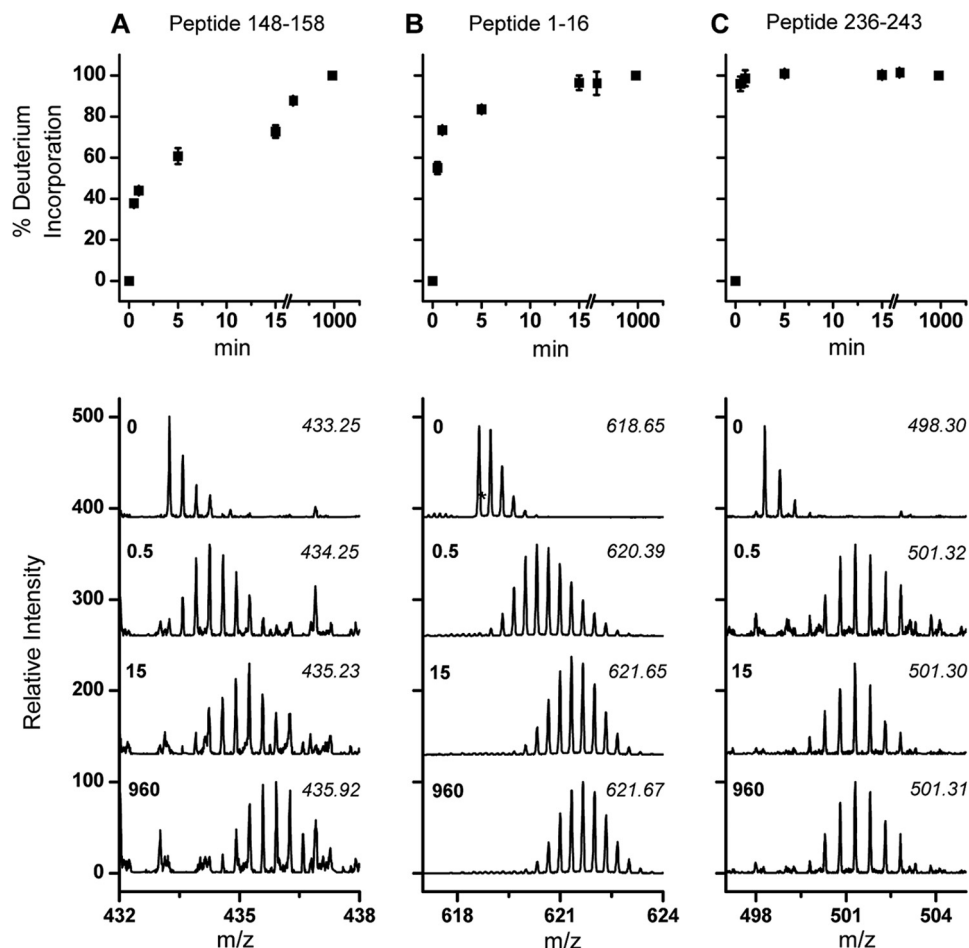 A Peptide 148-158 B Peptide 1-16 C Peptide 236-243
% Deuterium
Incorporation
100
80
60
40
20
0
0 5 10 15 1000
min
0 5 10 15 1000
min
0 5 10 15 1000
min
Relative Intensity
500
400
300
200
100
0
0 433.25
0.5 434.25
15 435.23
960 435.92
432 435 438
m/z
0 618.65
*
0.5 620.39
15 621.65
960 621.67
618 621 624
m/z
0 498.30
0.5 501.32
15 501.30
960 501.31
498 501 504
m/z